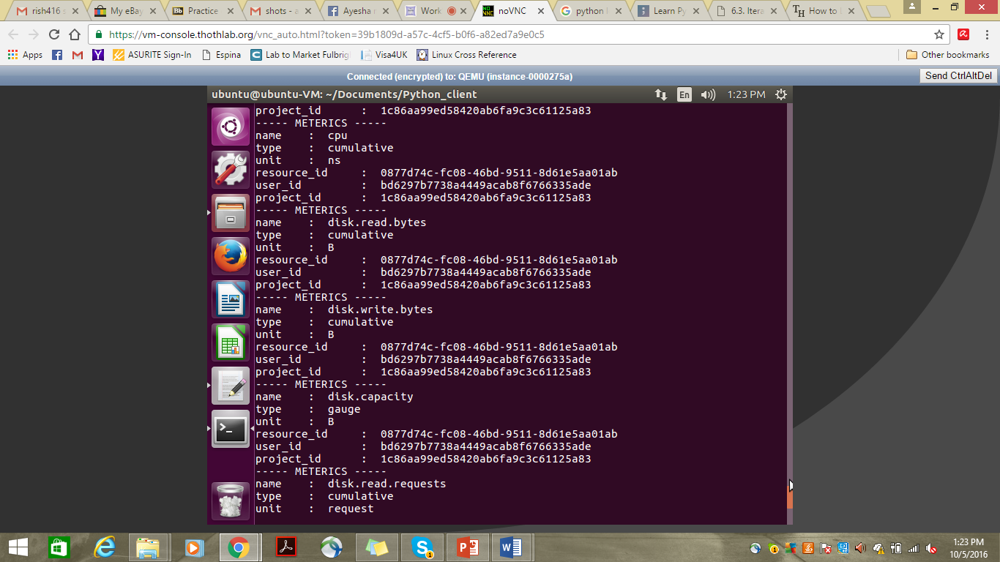 rish416 s
My eBay
Bb Practice
shots - a
Ayesha r
Work
noVNC
python l
Learn Py
6.3. Itera
TH How to l
https://vm-console.thothlab.org/vnc_auto.html?token=39b1809d-a57c-4cf5-b0f6-a82ed7a9e0c5
Apps ASURITE Sign-In Espina Lab to Market Fulbrig Visa4UK Linux Cross Reference Other bookmarks
Connected (encrypted) to: QEMU (instance-0000275a)
Send CtrlAltDel
ubuntu@ubuntu-VM: ~/Documents/Python_client En 1:23 PM
project_id : 1c86aa99ed58420ab6fa9c3c61125a83
----- METERICS -----
name : cpu
type : cumulative
unit : ns
resource_id : 0877d74c-fc08-46bd-9511-8d61e5aa01ab
user_id : bd6297b7738a4449acab8f6766335ade
project_id : 1c86aa99ed58420ab6fa9c3c61125a83
----- METERICS -----
name : disk.read.bytes
type : cumulative
unit : B
resource_id : 0877d74c-fc08-46bd-9511-8d61e5aa01ab
user_id : bd6297b7738a4449acab8f6766335ade
project_id : 1c86aa99ed58420ab6fa9c3c61125a83
----- METERICS -----
name : disk.write.bytes
type : cumulative
unit : B
resource_id : 0877d74c-fc08-46bd-9511-8d61e5aa01ab
user_id : bd6297b7738a4449acab8f6766335ade
project_id : 1c86aa99ed58420ab6fa9c3c61125a83
----- METERICS -----
name : disk.capacity
type : gauge
unit : B
resource_id : 0877d74c-fc08-46bd-9511-8d61e5aa01ab
user_id : bd6297b7738a4449acab8f6766335ade
project_id : 1c86aa99ed58420ab6fa9c3c61125a83
----- METERICS -----
name : disk.read.requests
type : cumulative
unit : request
1:23 PM
10/5/2016